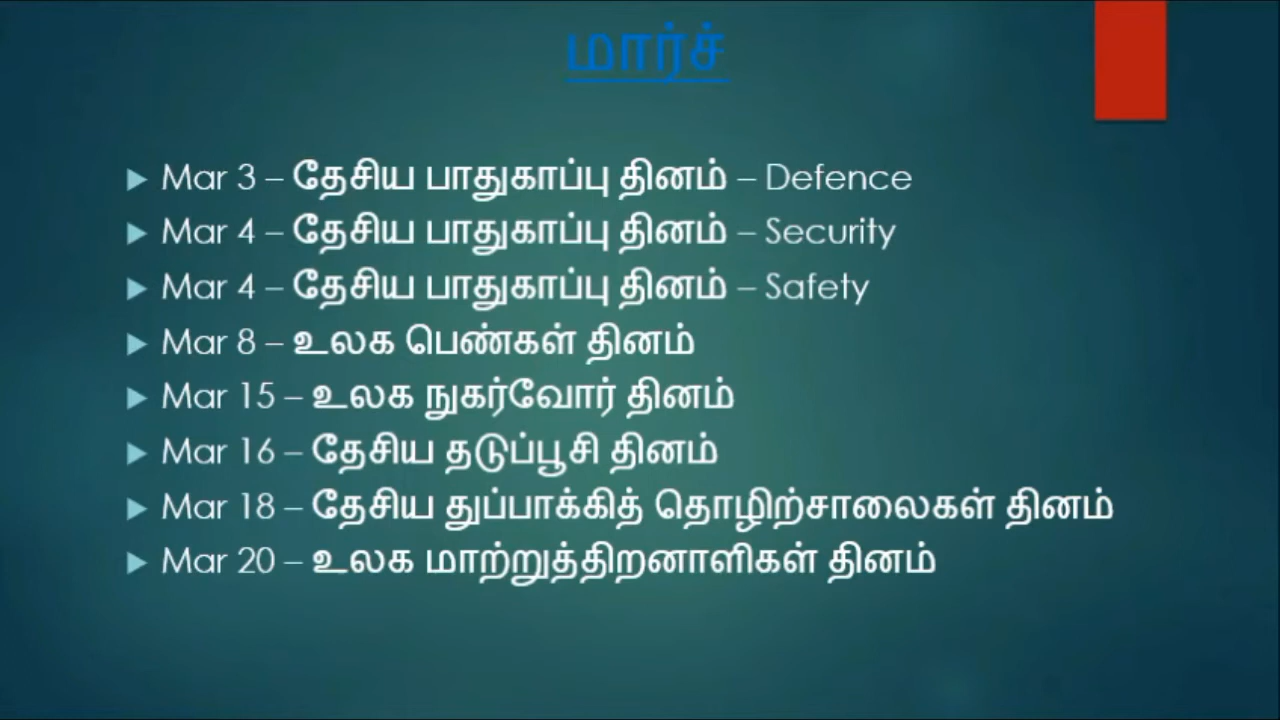 மார்ச்
Mar 3 – தேசிய பாதுகாப்பு தினம் – Defence
Mar 4 – தேசிய பாதுகாப்பு தினம் – Security
Mar 4 – தேசிய பாதுகாப்பு தினம் – Safety
Mar 8 – உலக பெண்கள் தினம்
Mar 15 – உலக நுகர்வோர் தினம்
Mar 16 – தேசிய தடுப்பூசி தினம்
Mar 18 – தேசிய துப்பாக்கித் தொழிற்சாலைகள் தினம்
Mar 20 – உலக மாற்றுத்திறனாளிகள் தினம்